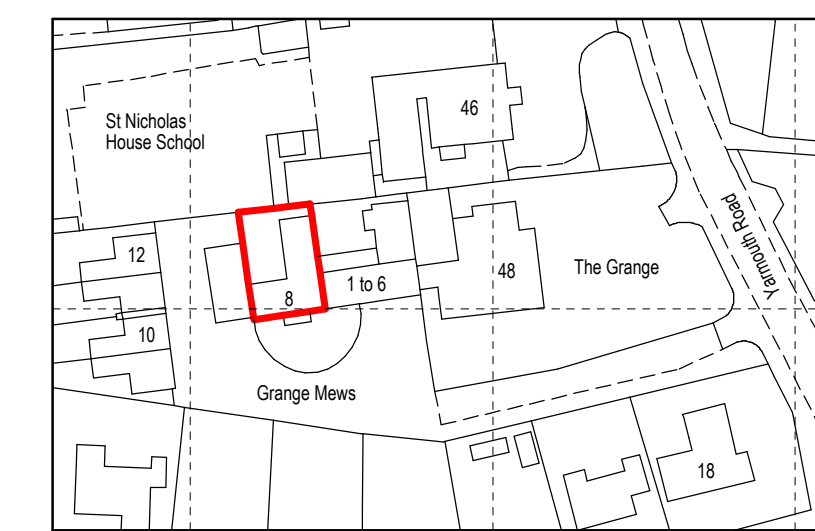 St Nicholas
House School
46
Yarmouth Road
12
48
The Grange
1 to 6
8
10
Grange Mews
18